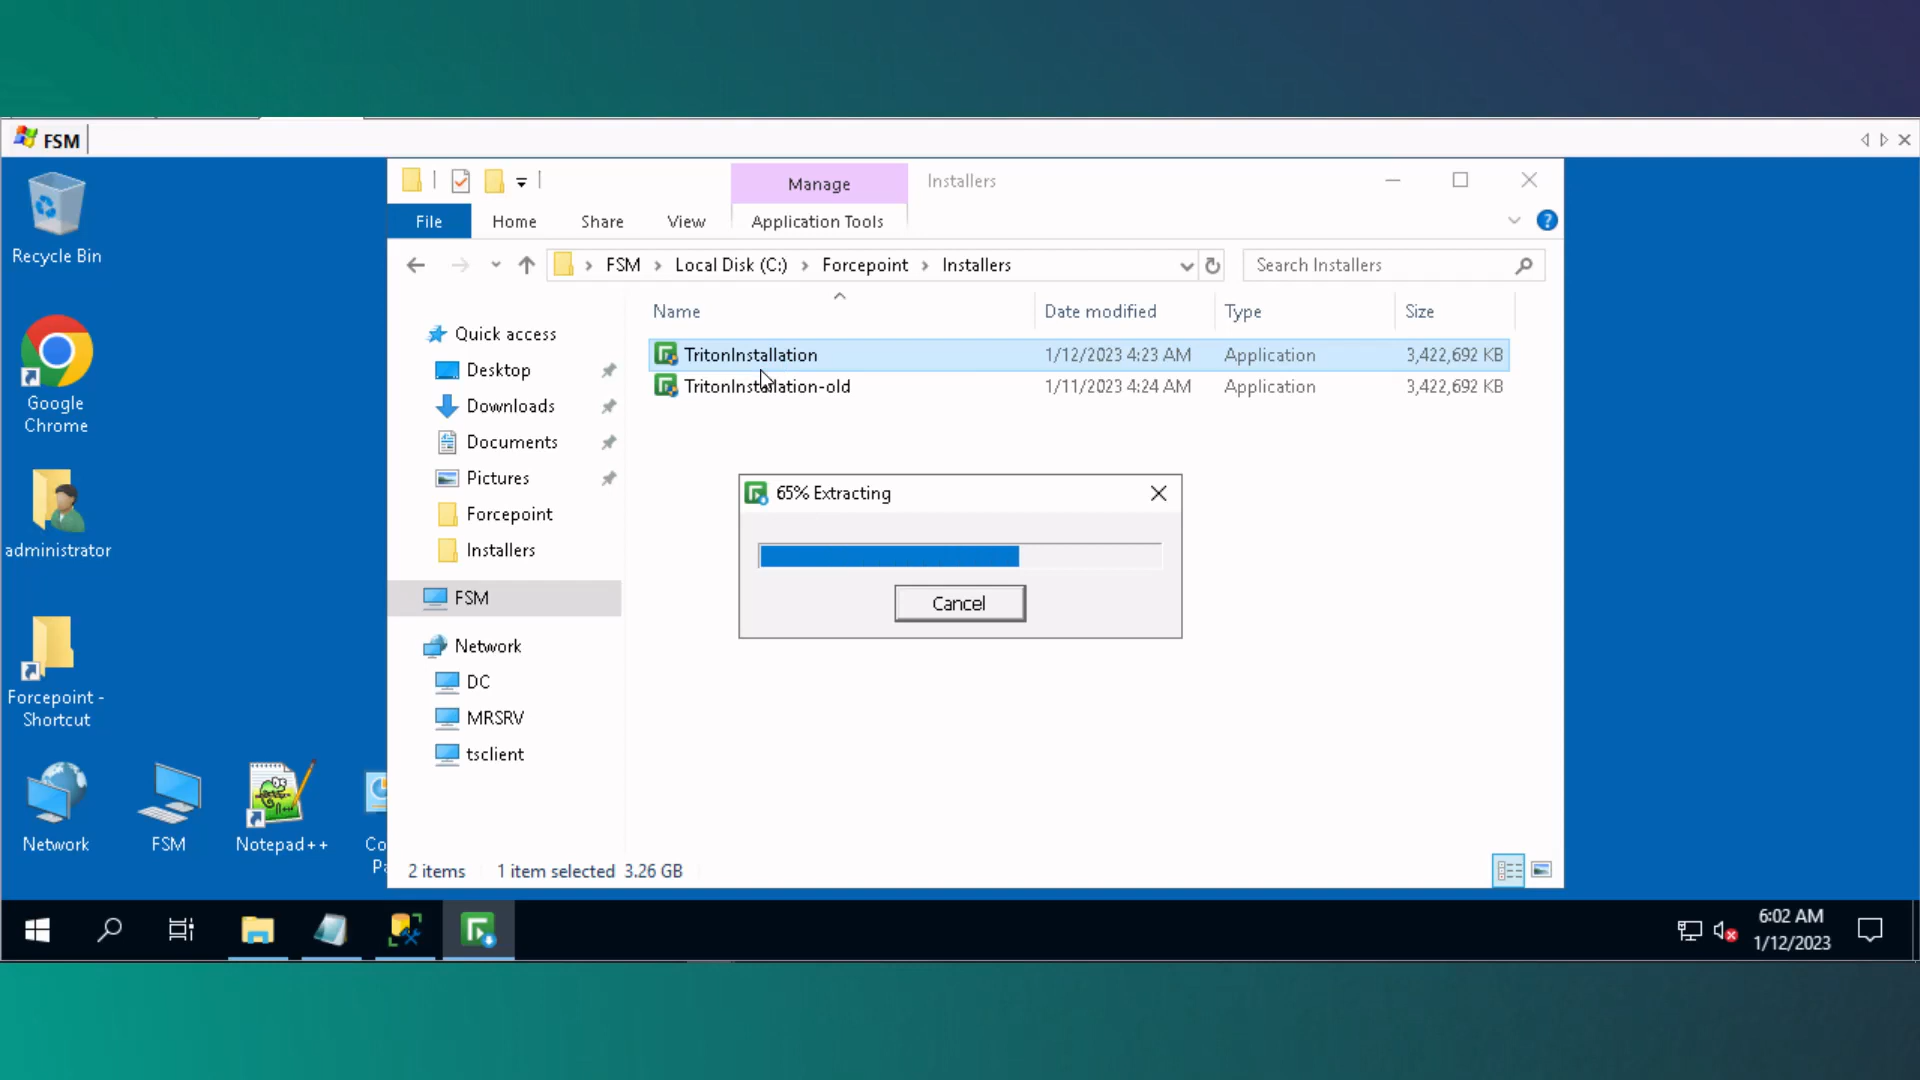 FSM
Recycle Bin
Google
Chrome
administrator
Forcepoint -
Shortcut
Network
FSM
Notepad++
Co
Pa
Manage
Installers
File
Home
Share
View
Application Tools
FSM
Local Disk (C:)
Forcepoint
Installers
Search Installers
Name
Date modified
Type
Size
TritonInstallation
1/12/2023 4:23 AM
Application
3,422,692 KB
TritonInstallation-old
1/11/2023 4:24 AM
Application
3,422,692 KB
Quick access
Desktop
Downloads
Documents
Pictures
Forcepoint
Installers
FSM
Network
DC
MRSRV
tsclient
65% Extracting
Cancel
2 items
1 item selected 3.26 GB
6:02 AM
1/12/2023